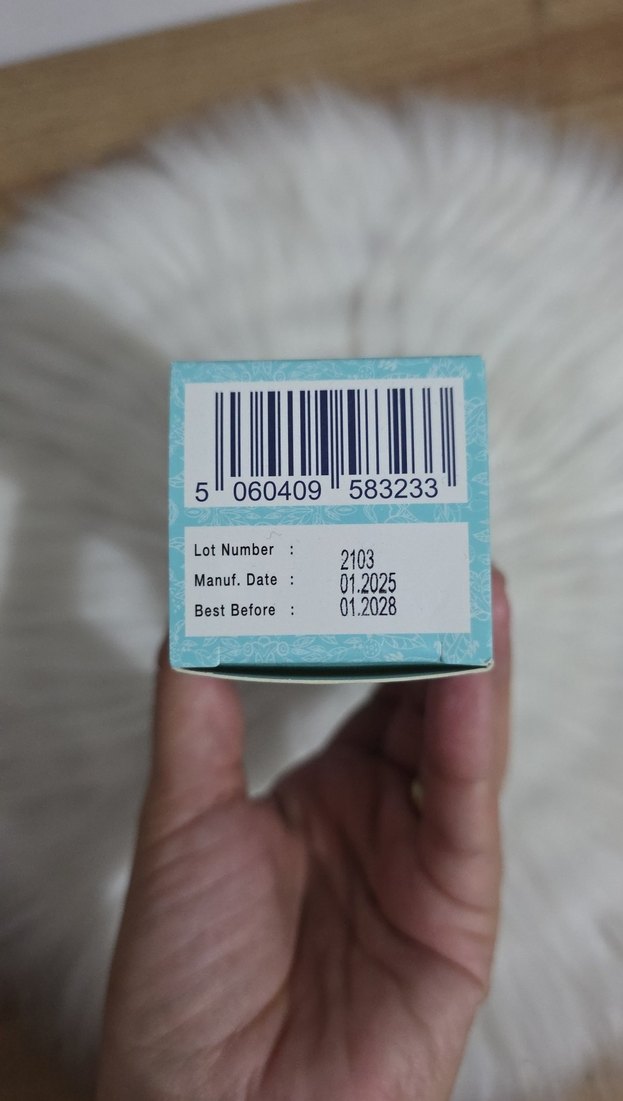 5 060409 583233
Lot Number : 2103
Manuf. Date : 01.2025
Best Before : 01.2028